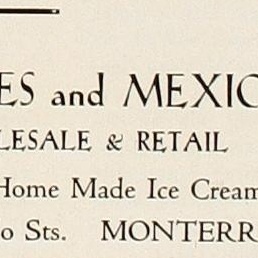 ES and MEXIC
LESALE & RETAIL
Home Made Ice Cream
o Sts. MONTERR